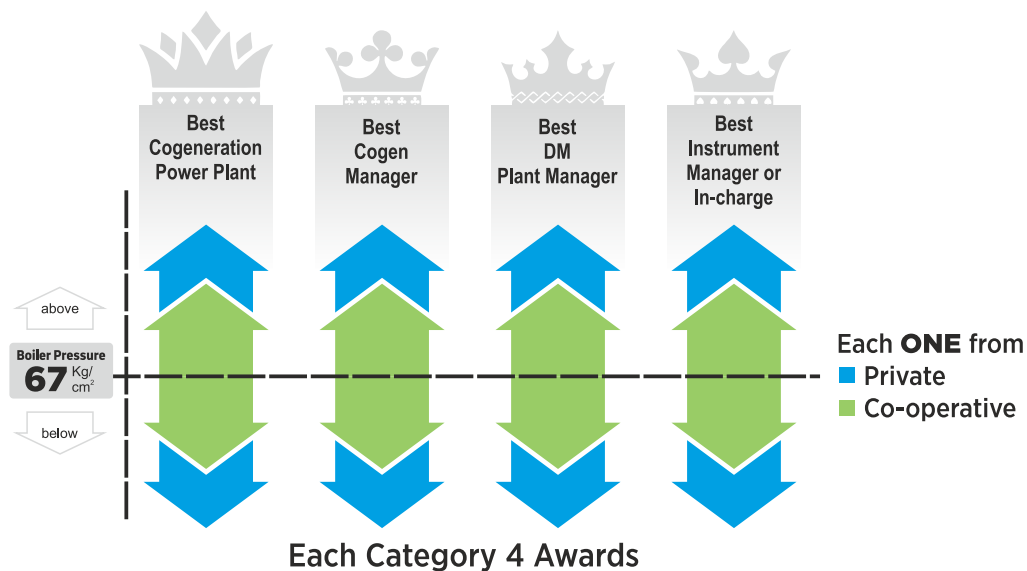 Best
Cogeneration
Power Plant
Best
Cogen
Manager
Best
DM
Plant Manager
Best
Instrument
Manager or
In-charge
above
Boiler Pressure
67 Kg/
cm²
below
Each ONE from
Private
Co-operative
Each Category 4 Awards